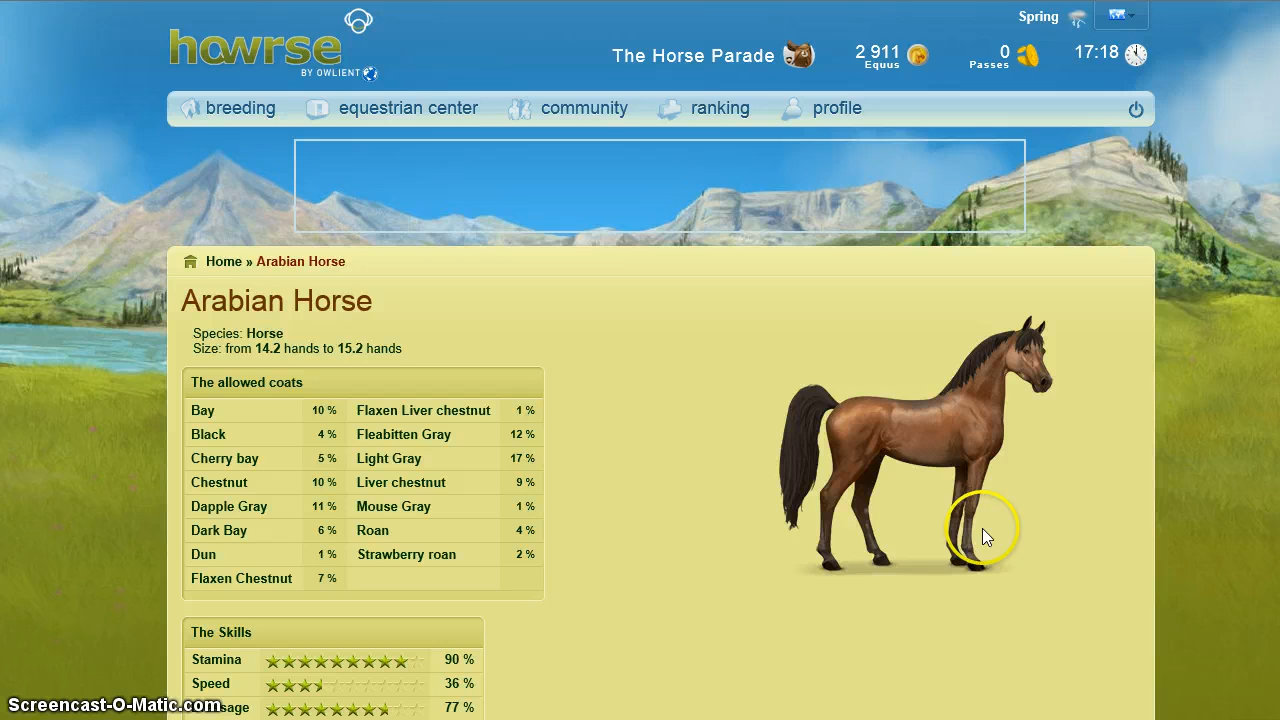 howrse
BY OWLIENT
Spring
The Horse Parade
2 911
Equus
0
Passes
17:18
breeding
equestrian center
community
ranking
profile
Home » Arabian Horse
Arabian Horse
Species: Horse
Size: from 14.2 hands to 15.2 hands
The allowed coats
Bay 10 % Flaxen Liver chestnut 1 %
Black 4 % Fleabitten Gray 12 %
Cherry bay 5 % Light Gray 17 %
Chestnut 10 % Liver chestnut 9 %
Dapple Gray 11 % Mouse Gray 1 %
Dark Bay 6 % Roan 4 %
Dun 1 % Strawberry roan 2 %
Flaxen Chestnut 7 %
The Skills
Stamina 90 %
Speed 36 %
77 %
Screencast-O-Matic.com